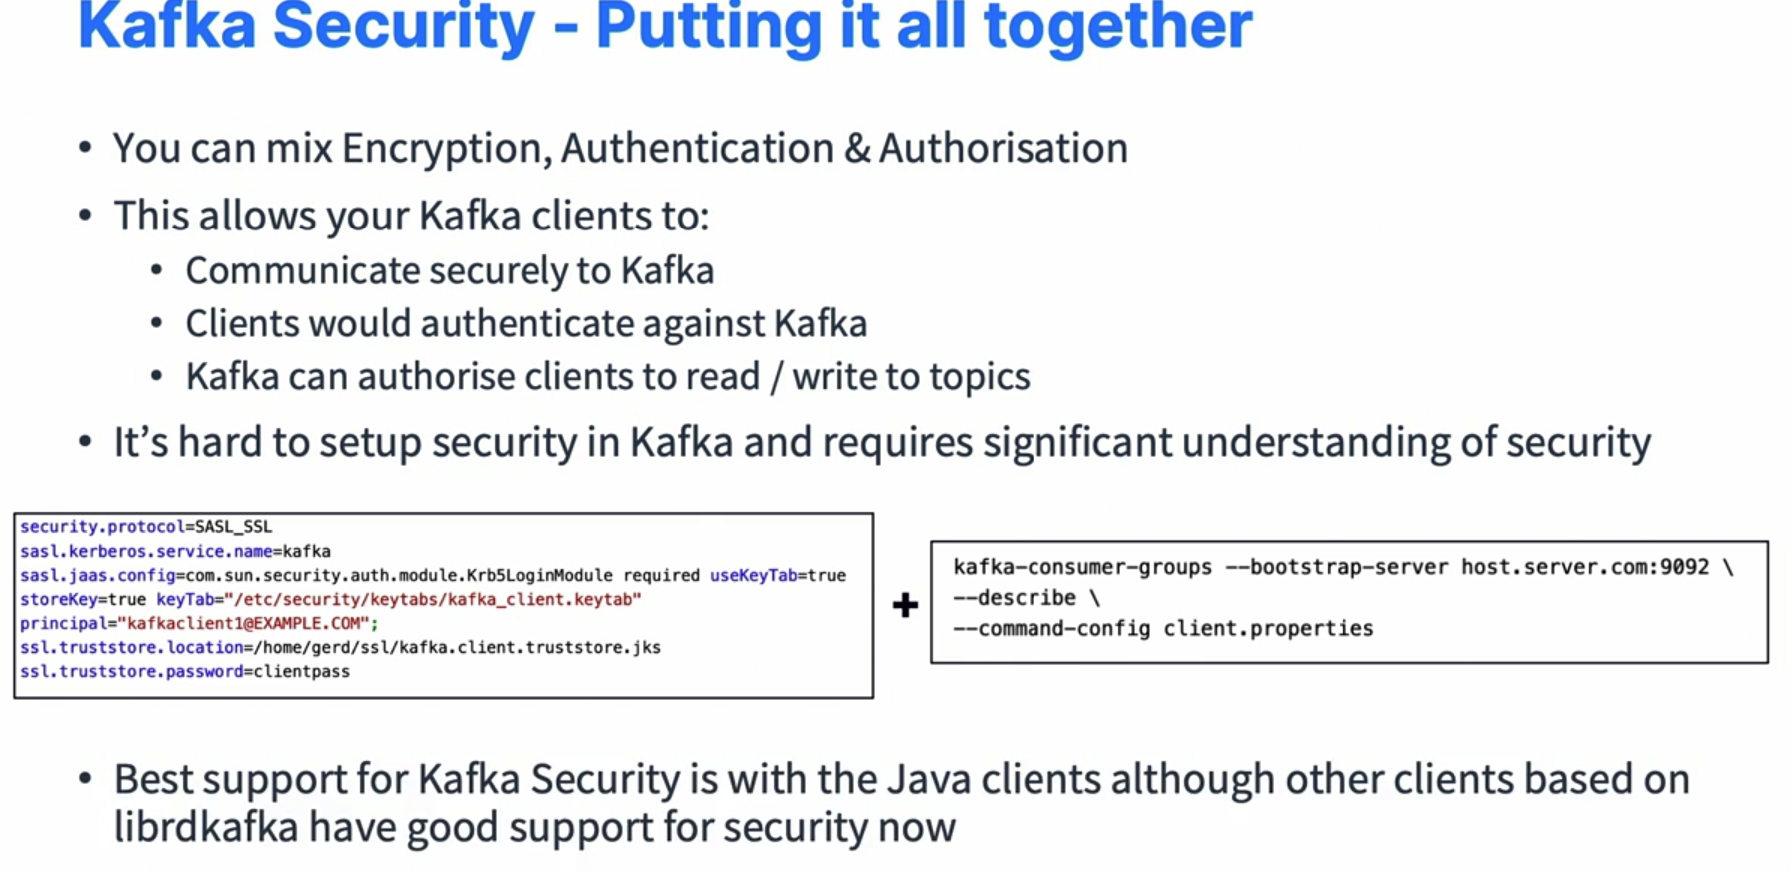 Kafka Security - Putting it all together
• You can mix Encryption, Authentication & Authorisation
• This allows your Kafka clients to:
• Communicate securely to Kafka
• Clients would authenticate against Kafka
• Kafka can authorise clients to read / write to topics
• It’s hard to setup security in Kafka and requires significant understanding of security
security.protocol=SASL_SSL
sasl.kerberos.service.name=kafka
sasl.jaas.config=com.sun.security.auth.module.Krb5LoginModule required useKeyTab=true
storeKey=true keyTab="/etc/security/keytabs/kafka_client.keytab"
principal="kafkaclient1@EXAMPLE.COM";
ssl.truststore.location=/home/gerd/ssl/kafka.client.truststore.jks
ssl.truststore.password=clientpass
+
kafka-consumer-groups --bootstrap-server host.server.com:9092 \
--describe \
--command-config client.properties
• Best support for Kafka Security is with the Java clients although other clients based on
librdkafka have good support for security now